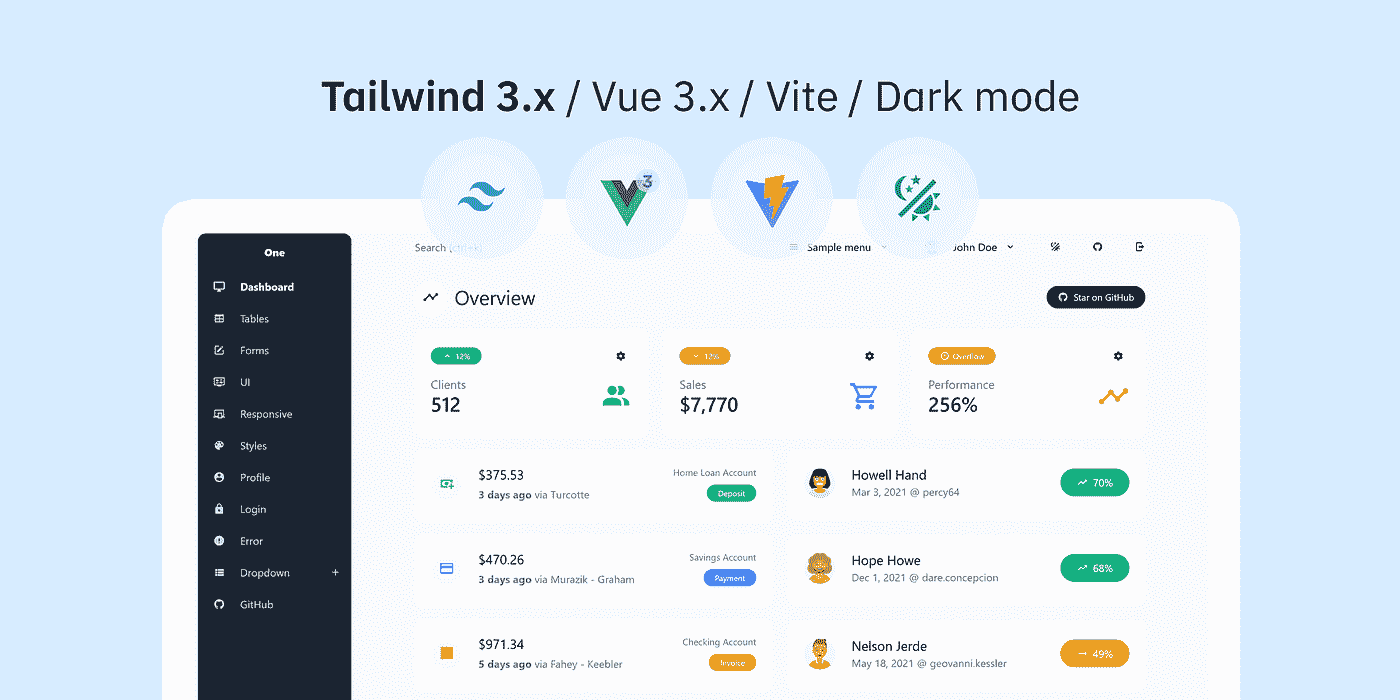 Tailwind 3.x / Vue 3.x / Vite / Dark mode
3
One
Dashboard
Tables
Forms
UI
Responsive
Styles
Profile
Login
Error
Dropdown +
GitHub
Search (ctrl+k)
Sample menu
John Doe
Overview
Star on GitHub
12%
Clients
512
12%
Sales
$7,770
Overflow
Performance
256%
$375.53
3 days ago via Turcotte
Home Loan Account
Deposit
$470.26
3 days ago via Murazik - Graham
Savings Account
Payment
$971.34
5 days ago via Fahey - Keebler
Checking Account
Invoice
Howell Hand
Mar 3, 2021 @ percy64
70%
Hope Howe
Dec 1, 2021 @ dare.concepcion
68%
Nelson Jerde
May 18, 2021 @ geovanni.kessler
49%